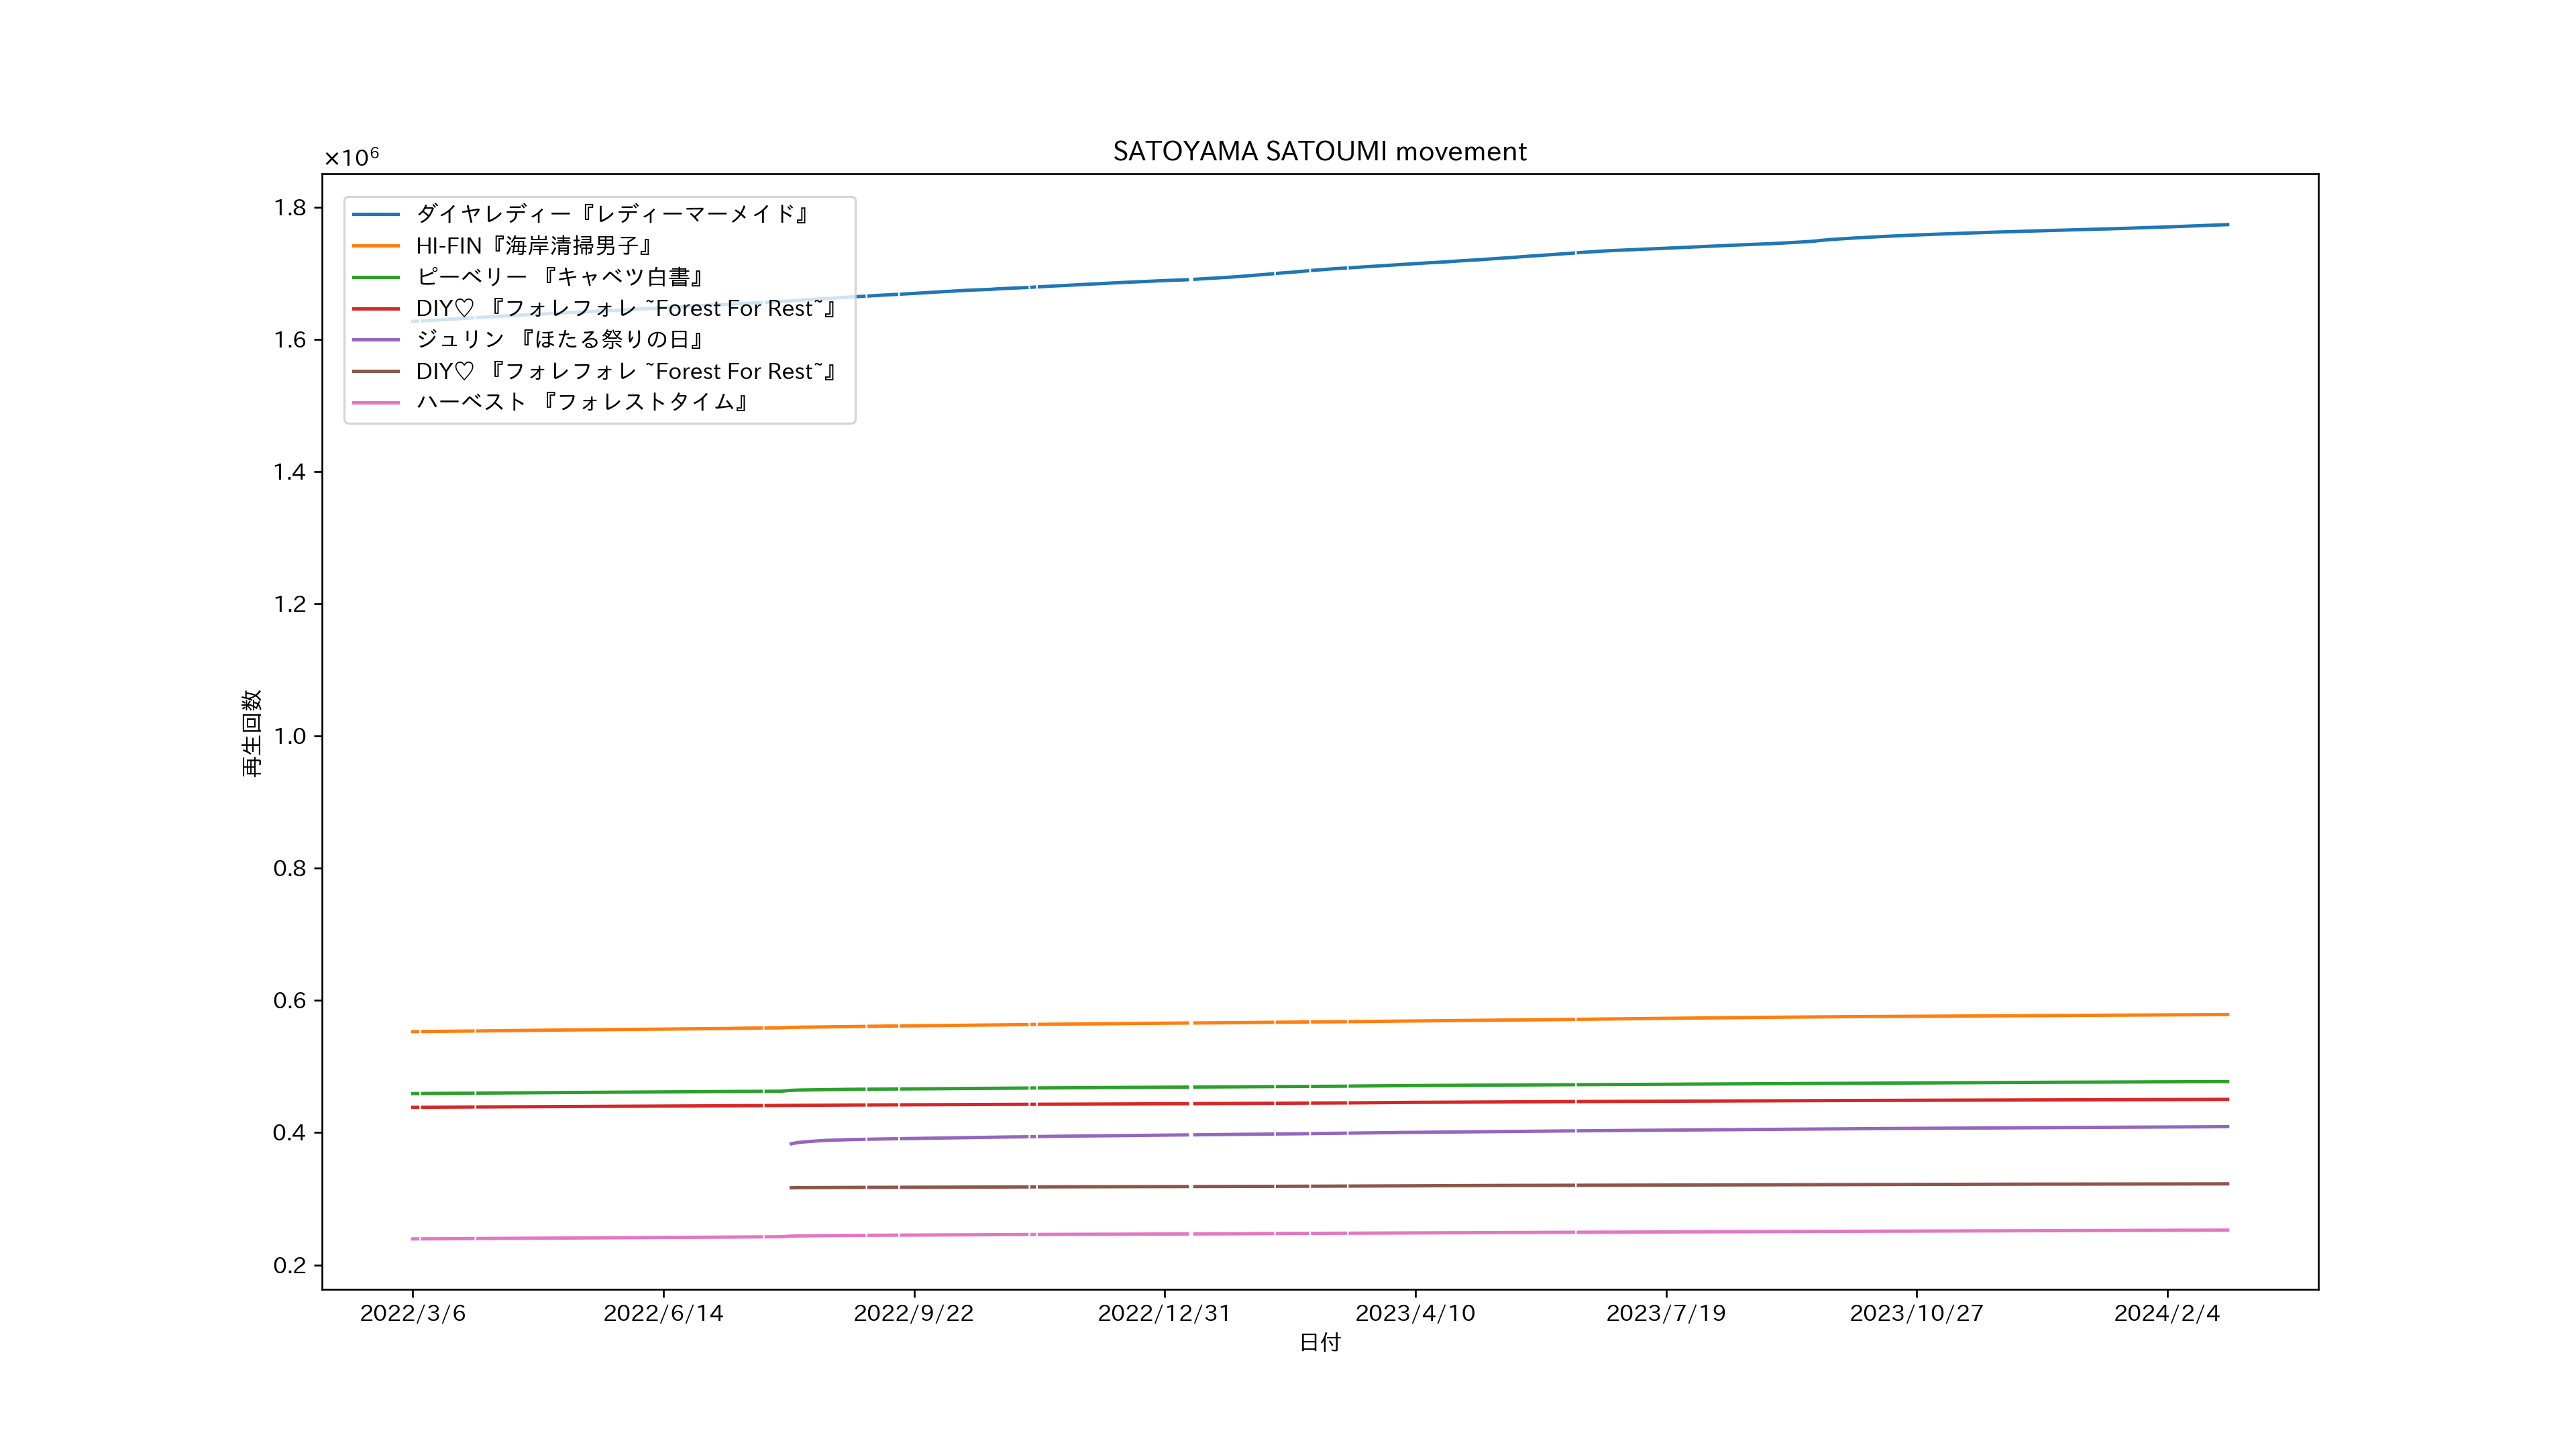 SATOYAMA SATOUMI movement
×10⁶
1.8
1.6
1.4
1.2
1.0
0.8
0.6
0.4
0.2
再生回数
ダイヤレディー『レディーマーメイド』
HI-FIN『海岸清掃男子』
ピーベリー 『キャベツ白書』
DIY♡ 『フォレフォレ ~Forest For Rest~』
ジュリン 『ほたる祭りの日』
DIY♡ 『フォレフォレ ~Forest For Rest~』
ハーベスト 『フォレストタイム』
2022/3/6 2022/6/14 2022/9/22 2022/12/31 2023/4/10 2023/7/19 2023/10/27 2024/2/4
日付